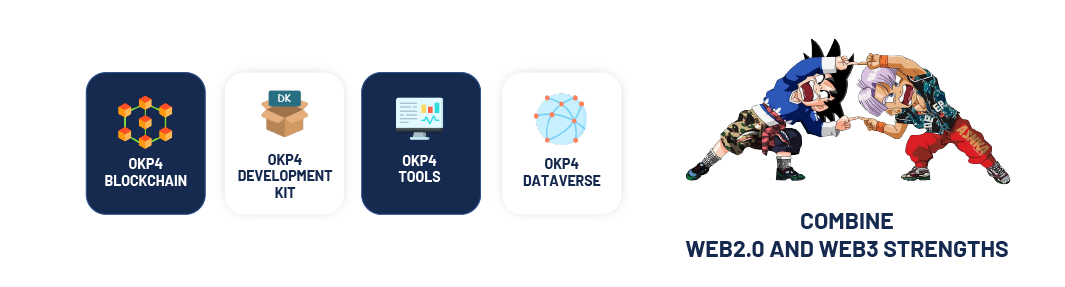 OKP4
BLOCKCHAIN
DK
OKP4
DEVELOPMENT
KIT
OKP4
TOOLS
OKP4
DATAVERSE
COMBINE
WEB2.0 AND WEB3 STRENGTHS